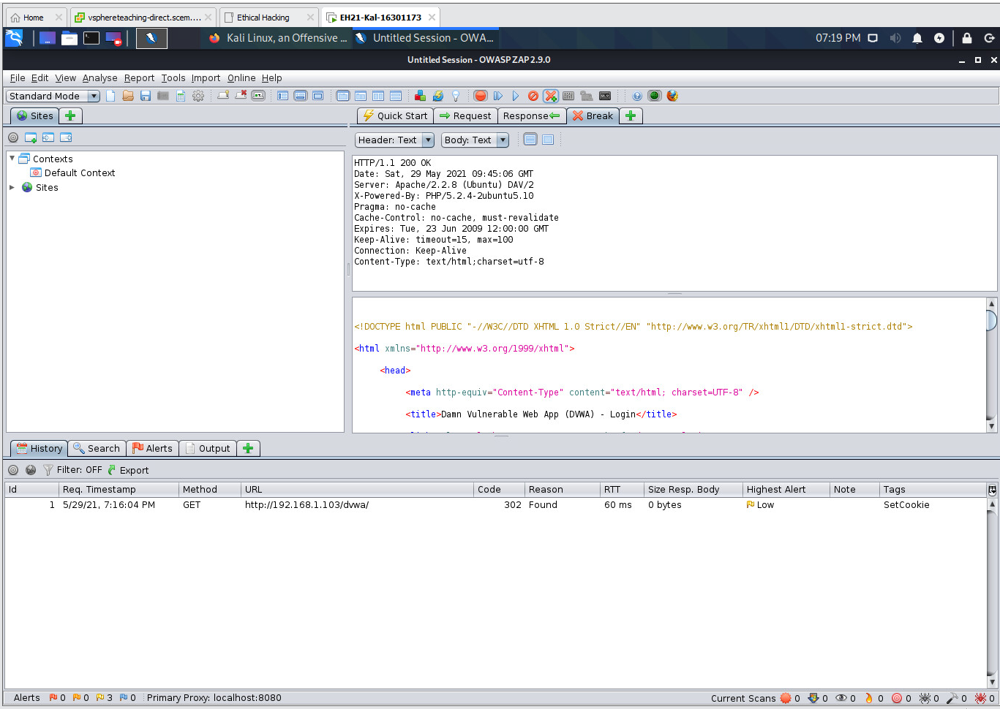 Home
vsphereteaching-direct.scem....
Ethical Hacking
EH21-Kal-16301173
Kali Linux, an Offensive ...
Untitled Session - OWA...
07:19 PM
Untitled Session - OWASP ZAP 2.9.0
File Edit View Analyse Report Tools Import Online Help
Standard Mode
Sites
Quick Start
Request
Response
Break
Header: Text
Body: Text
Contexts
Default Context
Sites
HTTP/1.1 200 OK
Date: Sat, 29 May 2021 09:45:06 GMT
Server: Apache/2.2.8 (Ubuntu) DAV/2
X-Powered-By: PHP/5.2.4-2ubuntu5.10
Pragma: no-cache
Cache-Control: no-cache, must-revalidate
Expires: Tue, 23 Jun 2009 12:00:00 GMT
Keep-Alive: timeout=15, max=100
Connection: Keep-Alive
Content-Type: text/html;charset=utf-8
<!DOCTYPE html PUBLIC "-//W3C//DTD XHTML 1.0 Strict//EN" "http://www.w3.org/TR/xhtml1/DTD/xhtml1-strict.dtd">
<html xmlns="http://www.w3.org/1999/xhtml">
<head>
<meta http-equiv="Content-Type" content="text/html; charset=UTF-8" />
<title>Damn Vulnerable Web App (DVWA) - Login</title>
History
Search
Alerts
Output
Filter: OFF
Export
Id Req. Timestamp Method URL Code Reason RTT Size Resp. Body Highest Alert Note Tags
1 5/29/21, 7:16:04 PM GET http://192.168.1.103/dvwa/ 302 Found 60 ms 0 bytes Low SetCookie
Alerts 0 0 3 0 Primary Proxy: localhost:8080
Current Scans 0 0 0 0 0 0 0 0